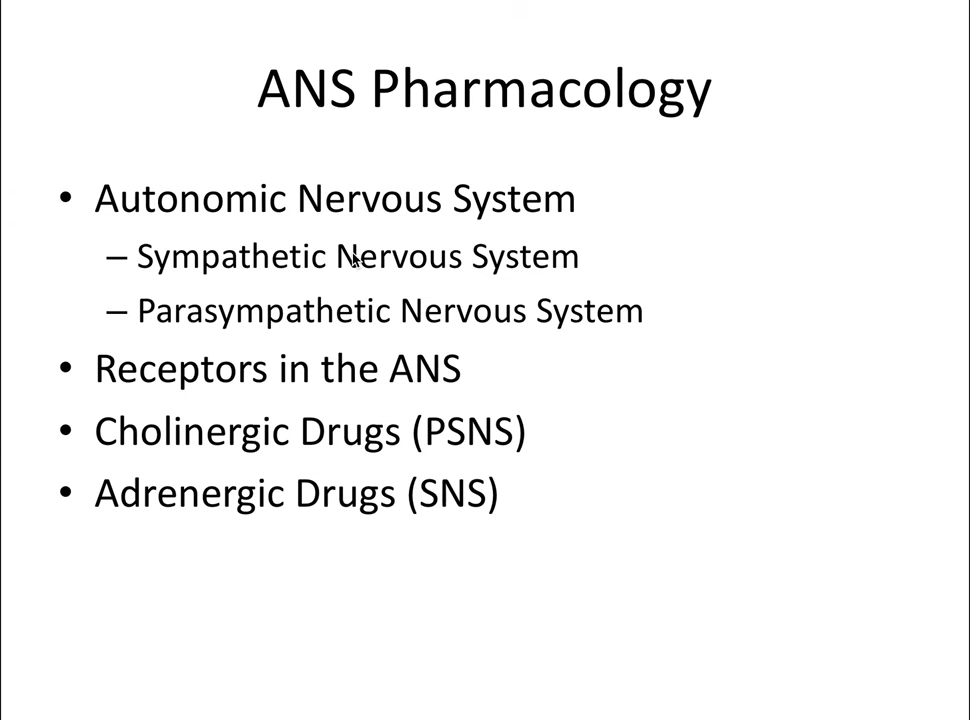 ANS Pharmacology
• Autonomic Nervous System
– Sympathetic Nervous System
– Parasympathetic Nervous System
• Receptors in the ANS
• Cholinergic Drugs (PSNS)
• Adrenergic Drugs (SNS)